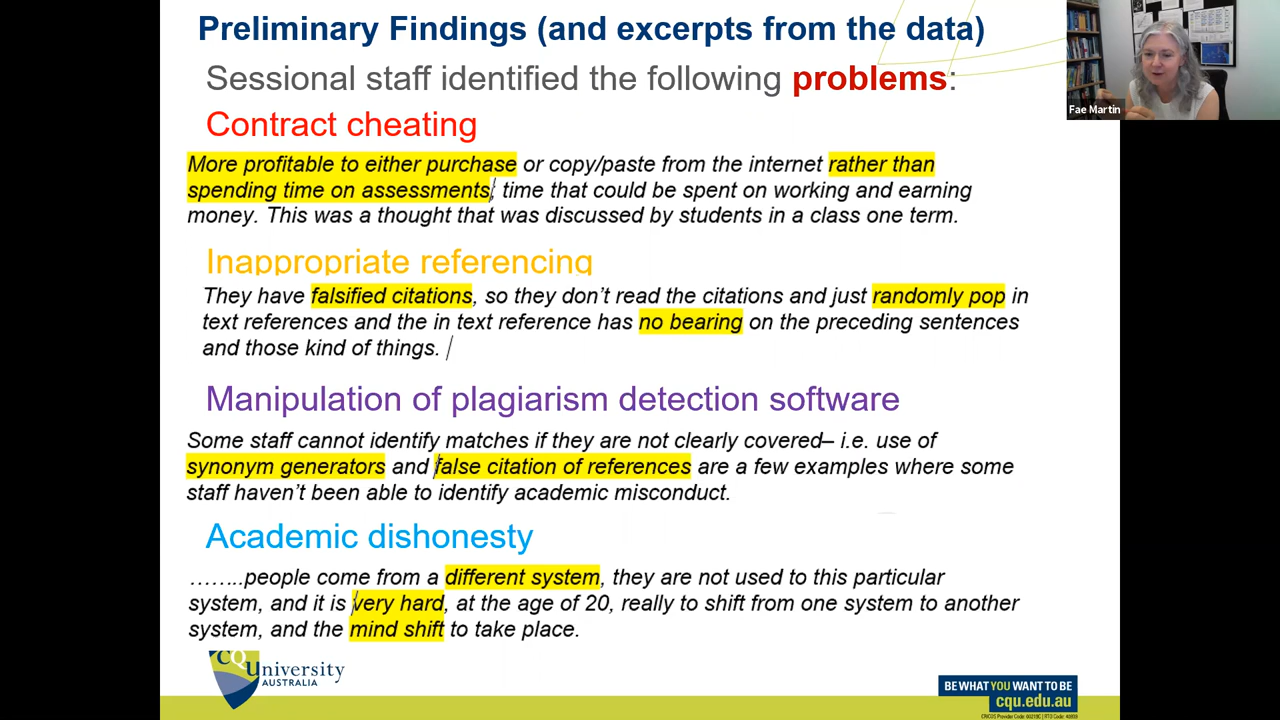 Preliminary Findings (and excerpts from the data)
Sessional staff identified the following problems:
Fae Martin
Contract cheating
More profitable to either purchase or copy/paste from the internet rather than
spending time on assessments; time that could be spent on working and earning
money. This was a thought that was discussed by students in a class one term.
Inappropriate referencing
They have falsified citations, so they don't read the citations and just randomly pop in
text references and the in text reference has no bearing on the preceding sentences
and those kind of things.
Manipulation of plagiarism detection software
Some staff cannot identify matches if they are not clearly covered– i.e. use of
synonym generators and false citation of references are a few examples where some
staff haven't been able to identify academic misconduct.
Academic dishonesty
……..people come from a different system, they are not used to this particular
system, and it is very hard, at the age of 20, really to shift from one system to another
system, and the mind shift to take place.
CQUniversity
AUSTRALIA
BE WHAT YOU WANT TO BE
cqu.edu.au